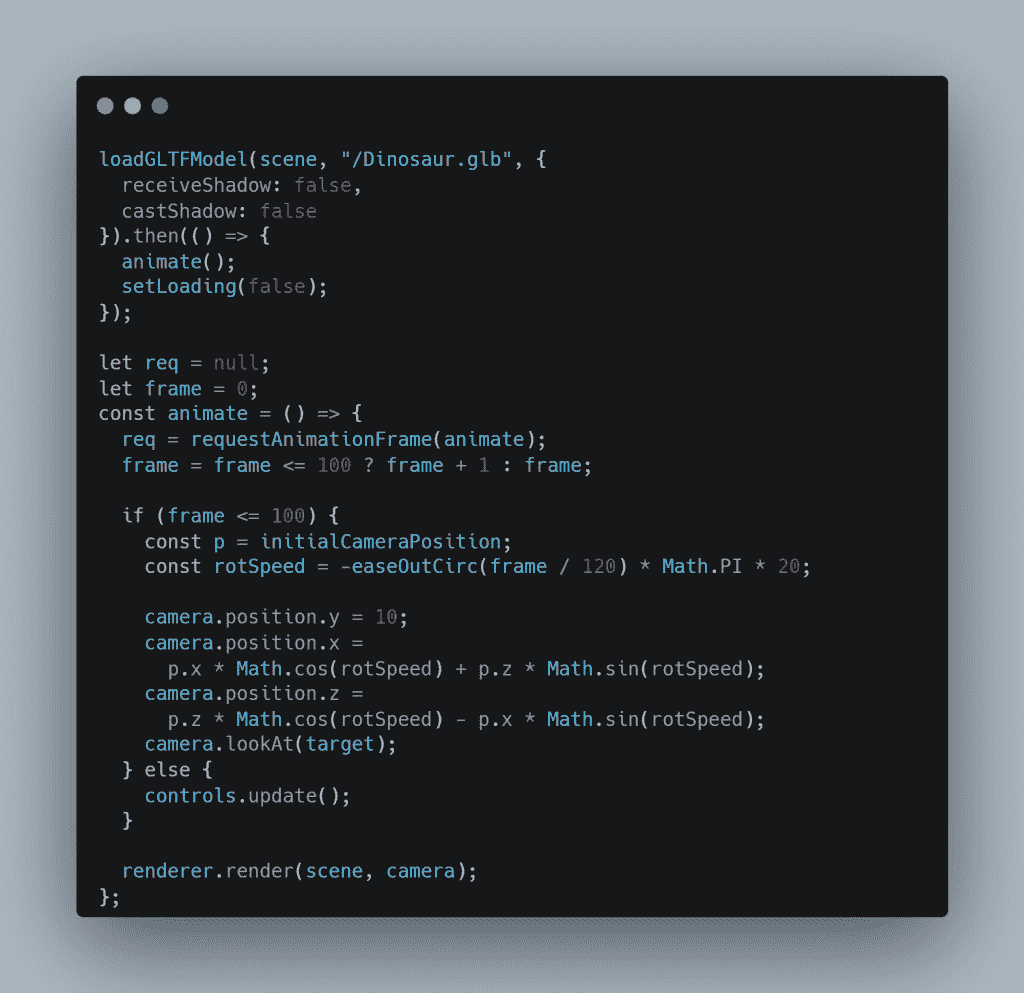 loadGLTFModel(scene, "/Dinosaur.glb", {
  receiveShadow: false,
  castShadow: false
}).then(() => {
  animate();
  setLoading(false);
});

let req = null;
let frame = 0;
const animate = () => {
  req = requestAnimationFrame(animate);
  frame = frame <= 100 ? frame + 1 : frame;

  if (frame <= 100) {
    const p = initialCameraPosition;
    const rotSpeed = -easeOutCirc(frame / 120) * Math.PI * 20;

    camera.position.y = 10;
    camera.position.x =
      p.x * Math.cos(rotSpeed) + p.z * Math.sin(rotSpeed);
    camera.position.z =
      p.z * Math.cos(rotSpeed) - p.x * Math.sin(rotSpeed);
    camera.lookAt(target);
  } else {
    controls.update();
  }

  renderer.render(scene, camera);
};